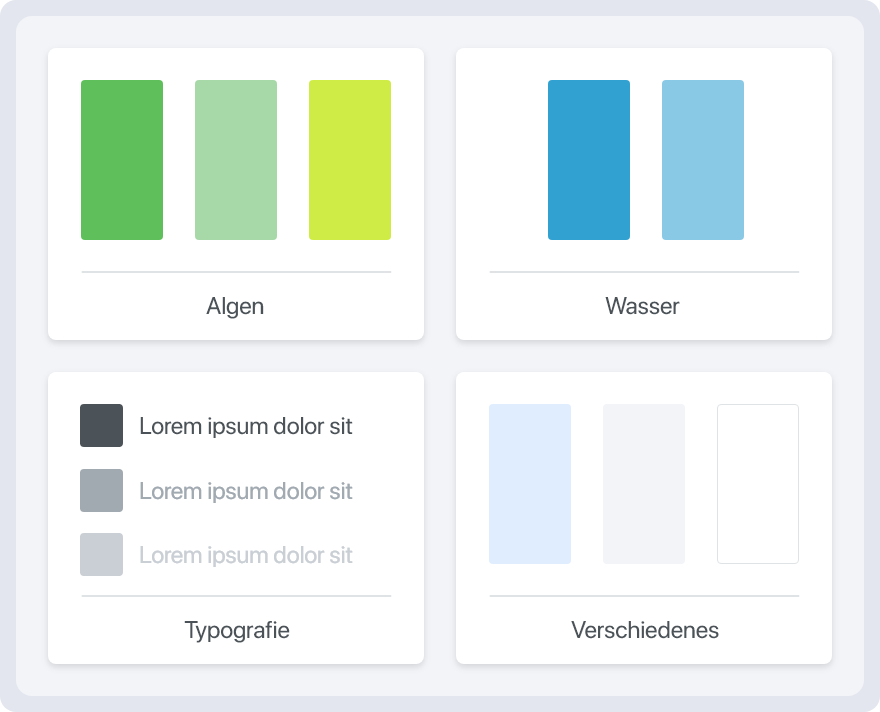 Algen
Wasser
Lorem ipsum dolor sit
Lorem ipsum dolor sit
Lorem ipsum dolor sit
Typografie
Verschiedenes